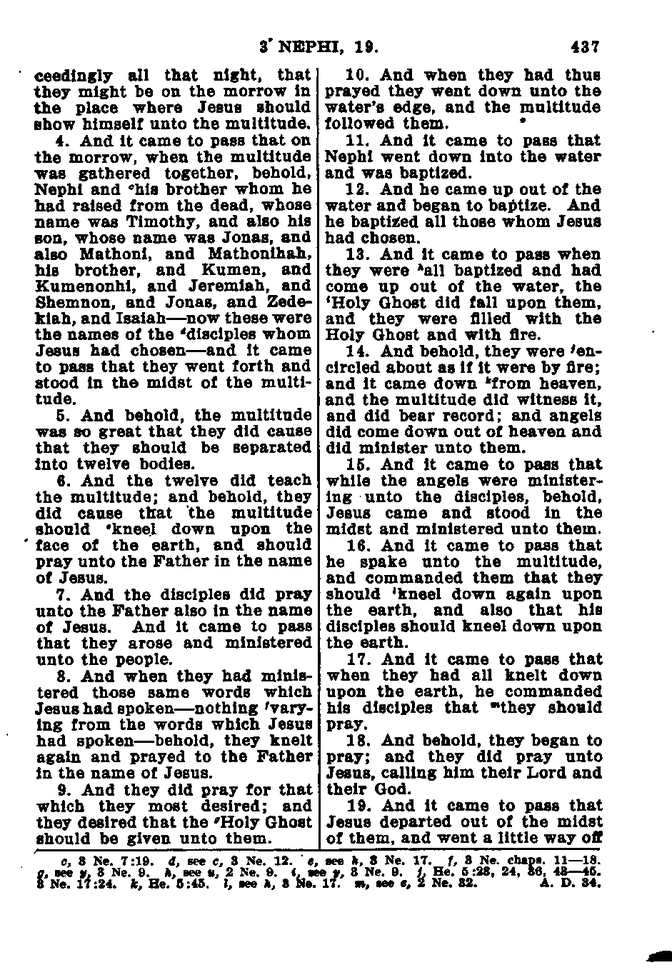 3 NEPHI, 19.
437
ceedingly all that night, that
they might be on the morrow in
the place where Jesus should
show himself unto the multitude.
4. And it came to pass that on
the morrow, when the multitude
was gathered together, behold,
Nephi and chis brother whom he
had raised from the dead, whose
name was Timothy, and also his
son, whose name was Jonas, and
also Mathoni, and Mathonihah,
his brother, and Kumen, and
Kumenonhi, and Jeremiah, and
Shemnon, and Jonas, and Zede-
kiah, and Isaiah—now these were
the names of the ddisciples whom
Jesus had chosen—and it came
to pass that they went forth and
stood in the midst of the multi-
tude.
5. And behold, the multitude
was so great that they did cause
that they should be separated
into twelve bodies.
6. And the twelve did teach
the multitude; and behold, they
did cause that the multitude
should ekneel down upon the
face of the earth, and should
pray unto the Father in the name
of Jesus.
7. And the disciples did pray
unto the Father also in the name
of Jesus. And it came to pass
that they arose and ministered
unto the people.
8. And when they had minis-
tered those same words which
Jesus had spoken—nothing fvary-
ing from the words which Jesus
had spoken—behold, they knelt
again and prayed to the Father
in the name of Jesus.
9. And they did pray for that
which they most desired; and
they desired that the gHoly Ghost
should be given unto them.
10. And when they had thus
prayed they went down unto the
water's edge, and the multitude
followed them.
11. And it came to pass that
Nephi went down into the water
and was baptized.
12. And he came up out of the
water and began to baptize. And
he baptized all those whom Jesus
had chosen.
13. And it came to pass when
they were hall baptized and had
come up out of the water, the
iHoly Ghost did fall upon them,
and they were filled with the
Holy Ghost and with fire.
14. And behold, they were jen-
circled about as if it were by fire;
and it came down kfrom heaven,
and the multitude did witness it,
and did bear record; and angels
did come down out of heaven and
did minister unto them.
15. And it came to pass that
while the angels were minister-
ing unto the disciples, behold,
Jesus came and stood in the
midst and ministered unto them.
16. And it came to pass that
he spake unto the multitude,
and commanded them that they
should lkneel down again upon
the earth, and also that his
disciples should kneel down upon
the earth.
17. And it came to pass that
when they had all knelt down
upon the earth, he commanded
his disciples that mthey should
pray.
18. And behold, they began to
pray; and they did pray unto
Jesus, calling him their Lord and
their God.
19. And it came to pass that
Jesus departed out of the midst
of them, and went a little way off
c, 3 Ne. 7:19. d, see c, 3 Ne. 12. e, see h, 3 Ne. 17. f, 3 Ne. chaps. 11—18.
g, see y, 3 Ne. 9. h, see u, 2 Ne. 9. i, see y, 3 Ne. 9. j, He. 5:23, 24, 36, 43—45.
3 Ne. 17:24. k, He. 5:45. l, see h, 3 Ne. 17. m, see e, 2 Ne. 32. A. D. 34.